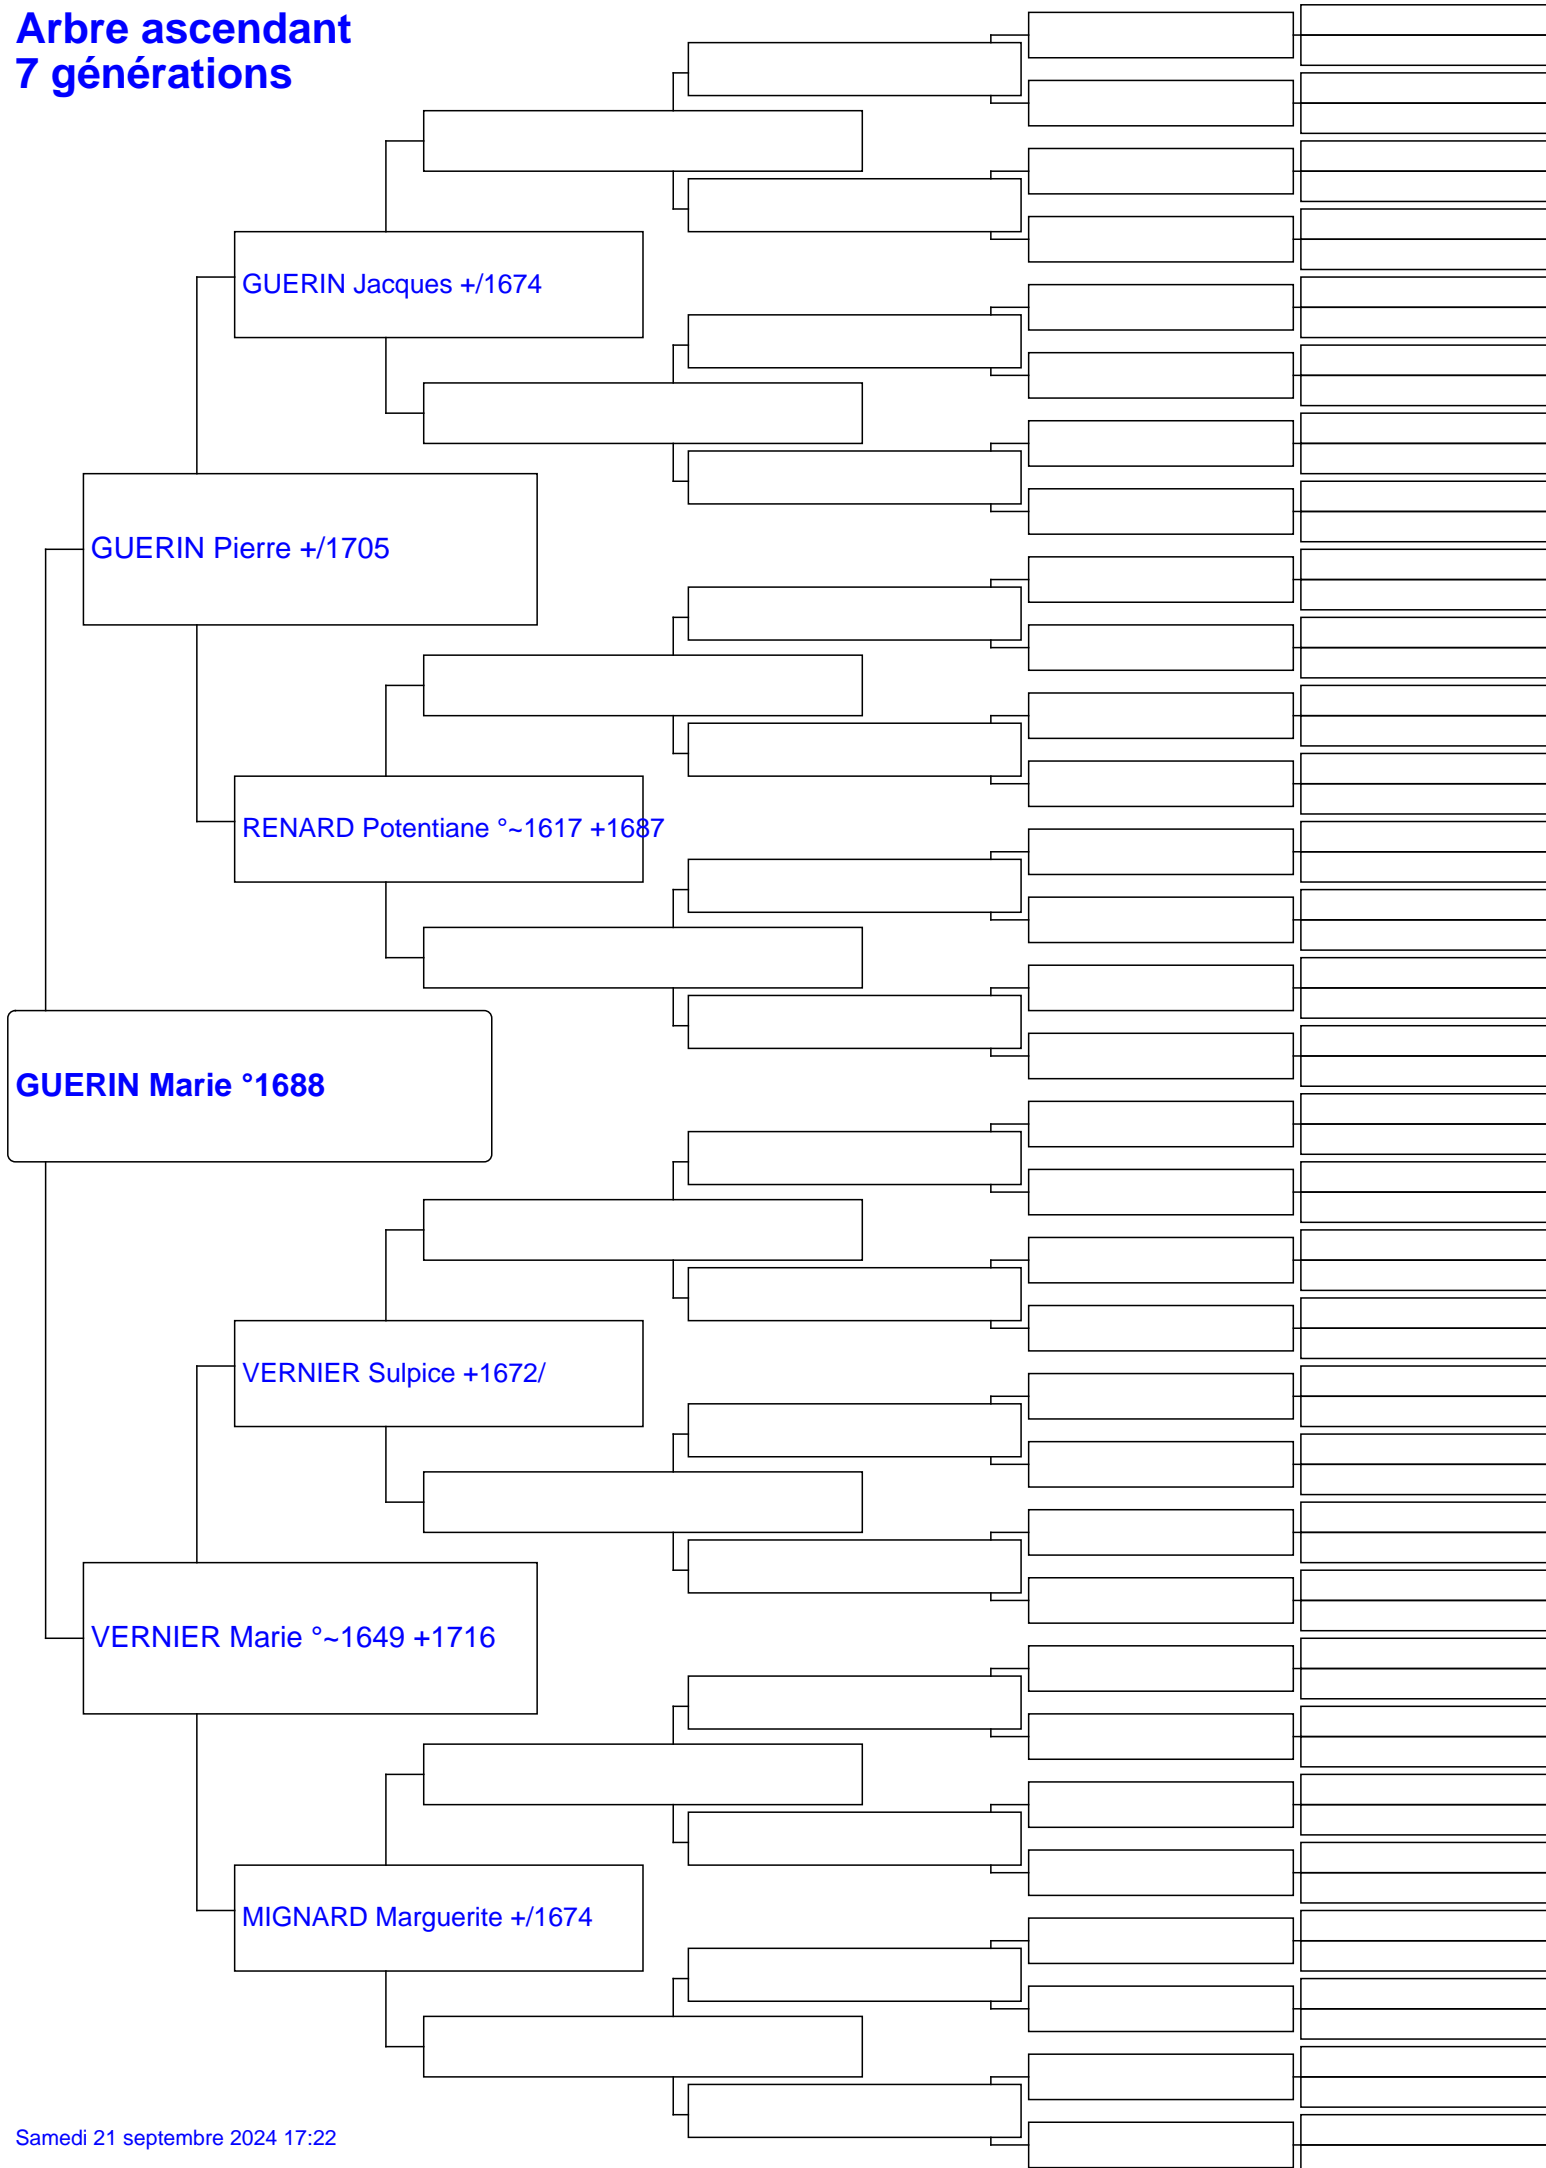 Arbre ascendant
7 générations
GUERIN Jacques +/1674
GUERIN Pierre +/1705
RENARD Potentiane °~1617 +1687
GUERIN Marie °1688
VERNIER Sulpice +1672/
VERNIER Marie °~1649 +1716
MIGNARD Marguerite +/1674
Samedi 21 septembre 2024 17:22